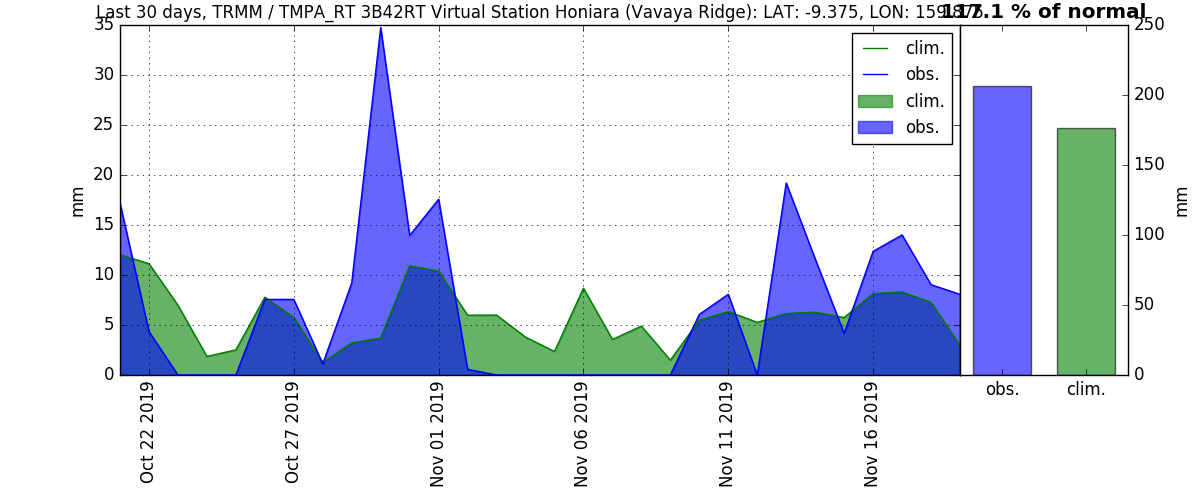 Last 30 days, TRMM / TMPA_RT 3B42RT Virtual Station Honiara (Vavaya Ridge): LAT: -9.375, LON: 159.875
117.1 % of normal
35
30
25
20
15
10
5
0
mm
clim.
obs.
clim.
obs.
250
200
150
100
50
0
mm
obs.
clim.
Oct 22 2019
Oct 27 2019
Nov 01 2019
Nov 06 2019
Nov 11 2019
Nov 16 2019